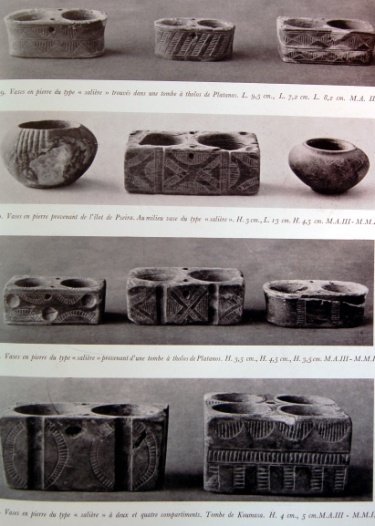 9. Vases en pierre du type « salière » trouvés dans une tombe à tholos de Platanos. L. 9,5 cm., L. 7,2 cm. L. 8,2 cm. M.A. II
. Vases en pierre provenant de l'îlot de Pseira. Au milieu vase du type « salière ». H. 5 cm., L. 13 cm. H. 4,5 cm. M.A.III - M.M.I
. Vases en pierre du type « salière » provenant d'une tombe à tholos de Platanos. H. 3,5 cm., H. 4,5 cm., H. 3,5 cm. M.A.III - M.M.I
. Vases en pierre du type « salière » à deux et quatre compartiments. Tombe de Koumasa. H. 4 cm., 5 cm. M.A.III – M.M.I